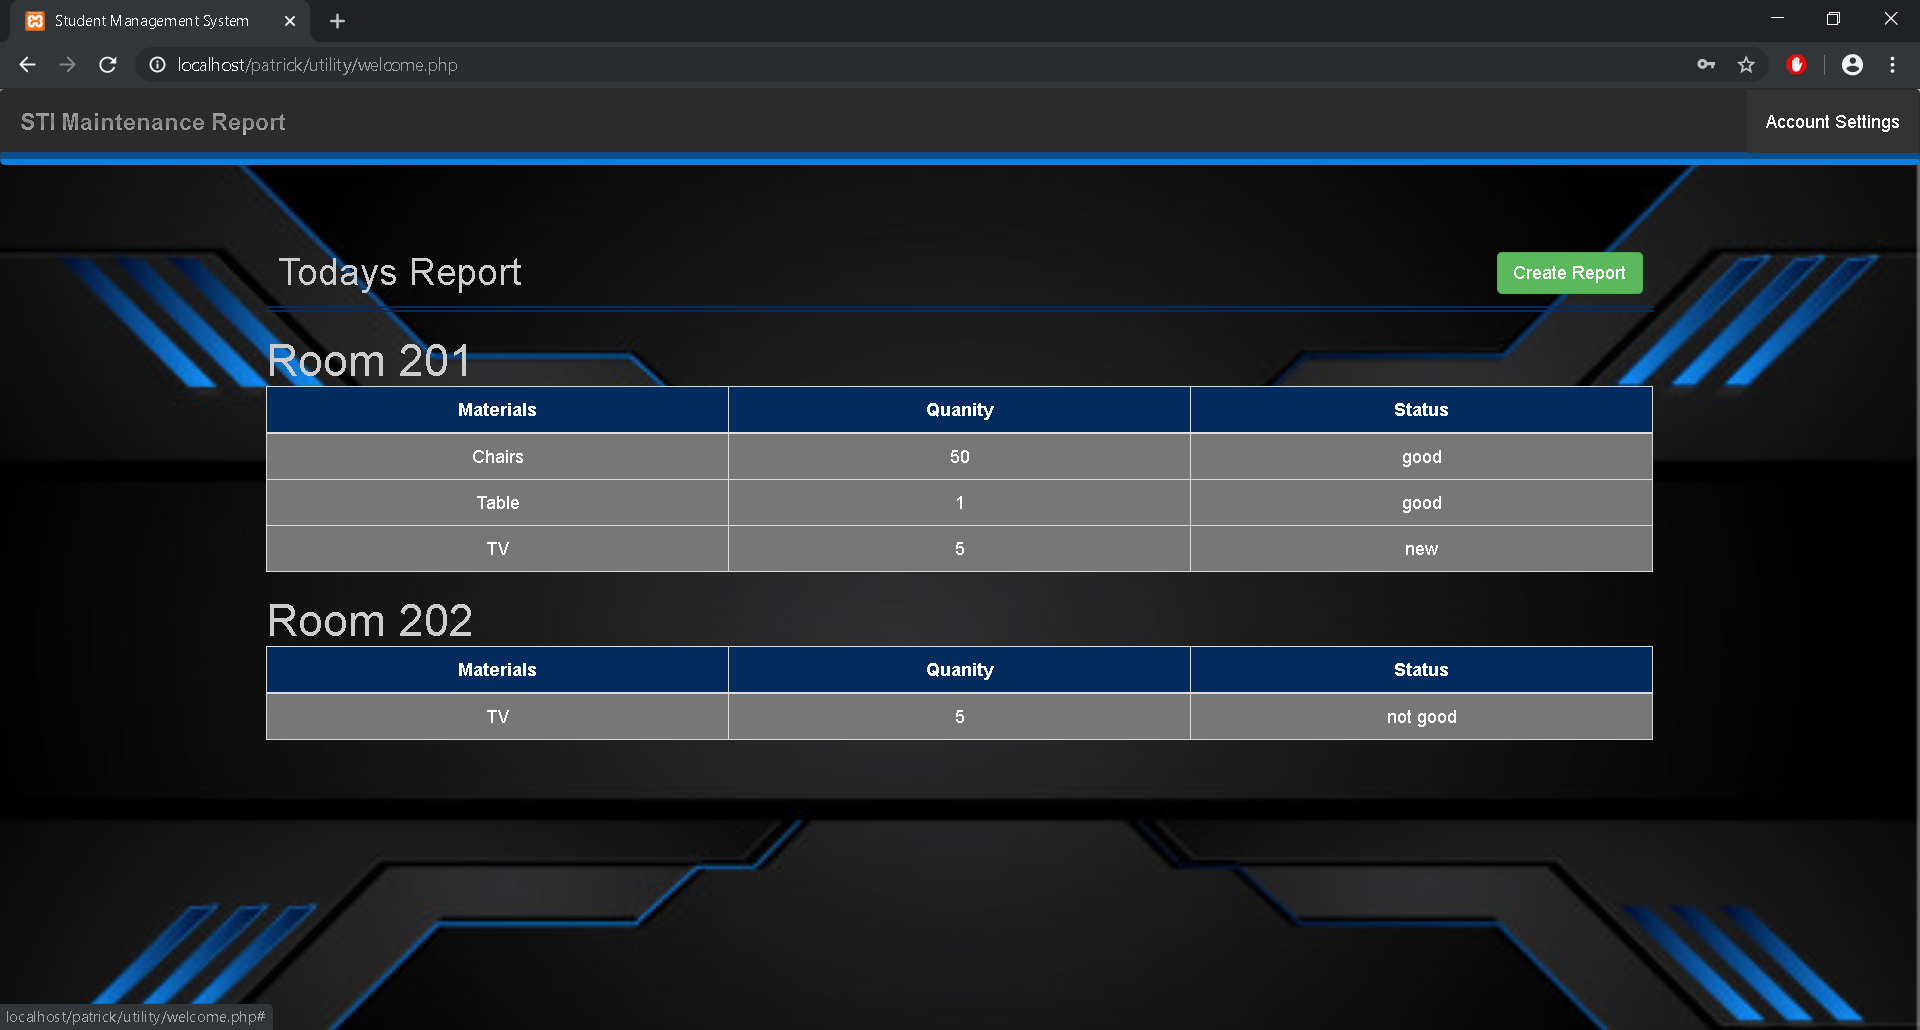 Student Management System
localhost/patrick/utility/welcome.php
STI Maintenance Report
Account Settings
Todays Report
Create Report
Room 201
Materials Quanity Status
Chairs 50 good
Table 1 good
TV 5 new
Room 202
Materials Quanity Status
TV 5 not good
localhost/patrick/utility/welcome.php#